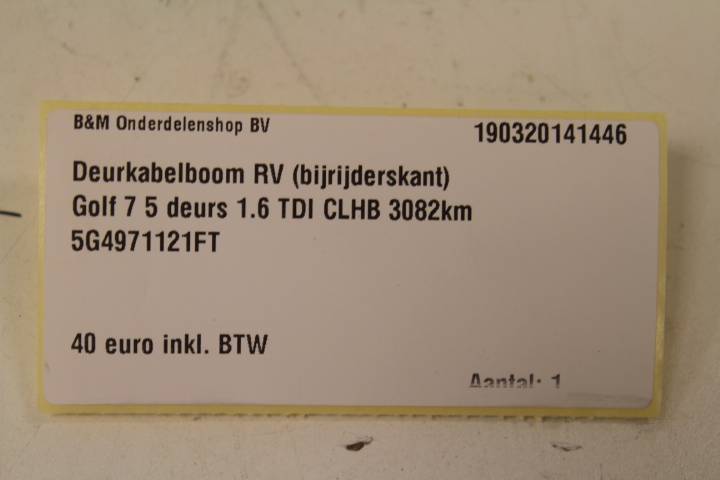 B&M Onderdelenshop BV
190320141446
Deurkabelboom RV (bijrijderskant)
Golf 7 5 deurs 1.6 TDI CLHB 3082km
5G4971121FT
40 euro inkl. BTW
Aantal: 1